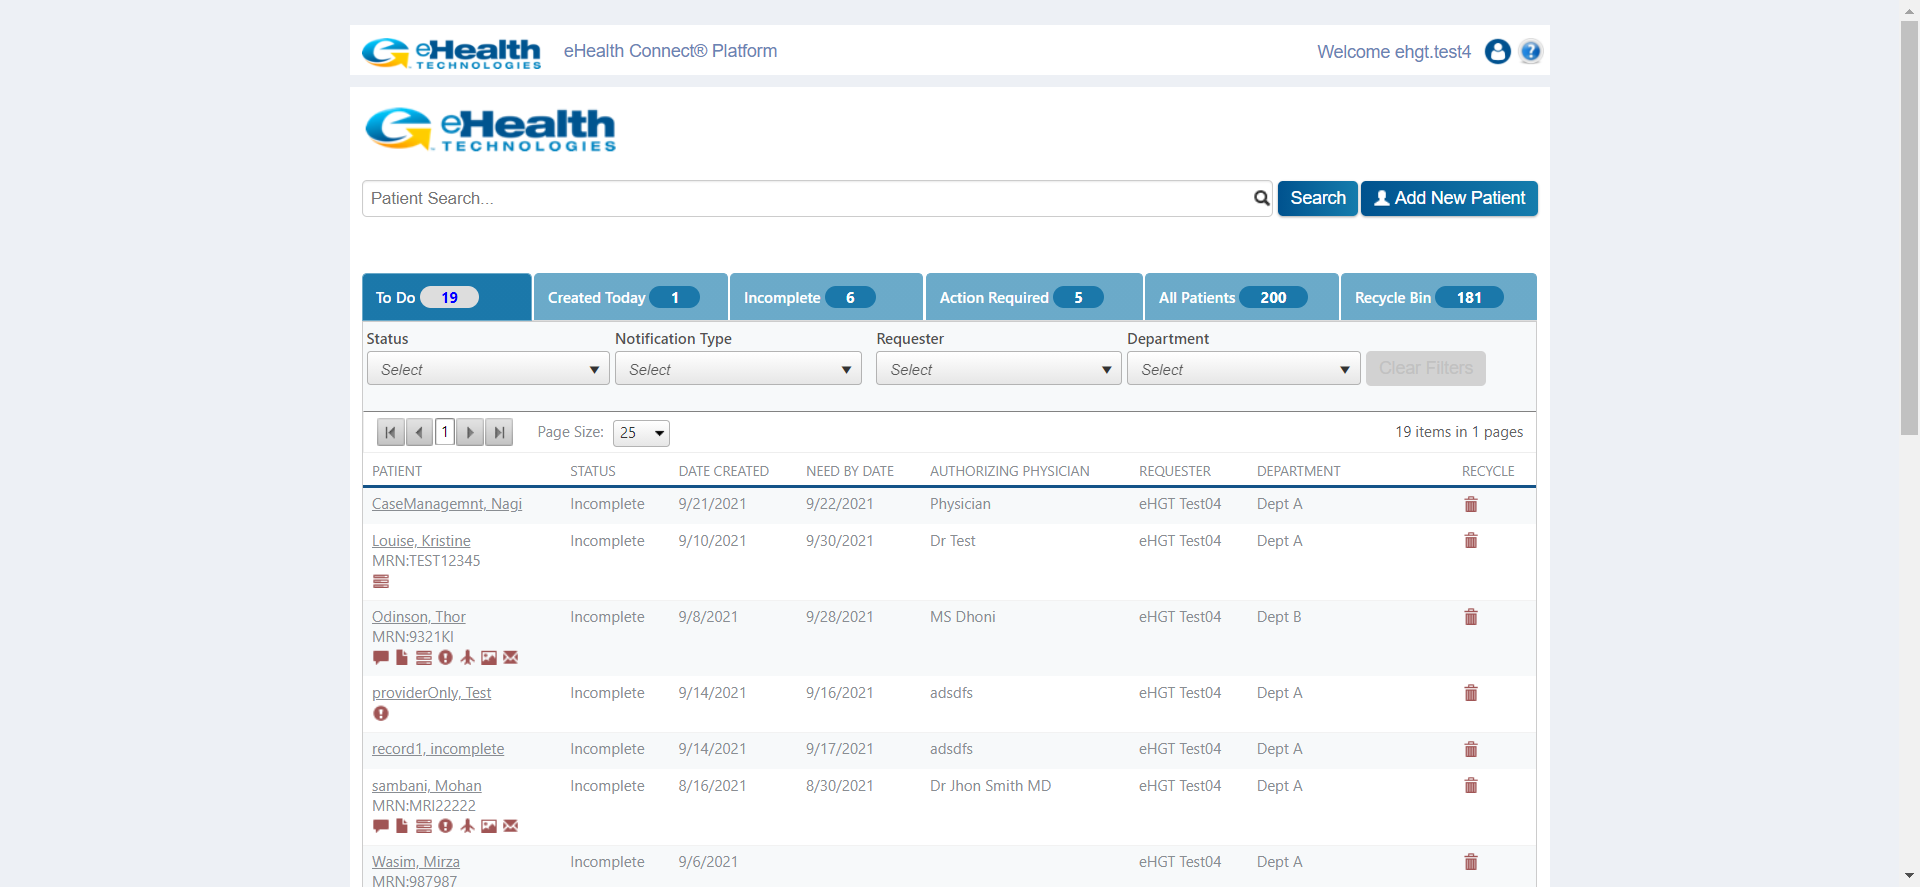 eHealth TECHNOLOGIES eHealth Connect® Platform Welcome ehgt.test4
eHealth
TECHNOLOGIES
Patient Search... Search Add New Patient
To Do 19 Created Today 1 Incomplete 6 Action Required 5 All Patients 200 Recycle Bin 181
Status Notification Type Requester Department
Select Select Select Select Clear Filters
1 Page Size: 25 19 items in 1 pages
PATIENT STATUS DATE CREATED NEED BY DATE AUTHORIZING PHYSICIAN REQUESTER DEPARTMENT RECYCLE
CaseManagemnt, Nagi Incomplete 9/21/2021 9/22/2021 Physician eHGT Test04 Dept A
Louise, Kristine Incomplete 9/10/2021 9/30/2021 Dr Test eHGT Test04 Dept A
MRN:TEST12345
Odinson, Thor Incomplete 9/8/2021 9/28/2021 MS Dhoni eHGT Test04 Dept B
MRN:9321KI
providerOnly, Test Incomplete 9/14/2021 9/16/2021 adsdfs eHGT Test04 Dept A
record1, incomplete Incomplete 9/14/2021 9/17/2021 adsdfs eHGT Test04 Dept A
sambani, Mohan Incomplete 8/16/2021 8/30/2021 Dr Jhon Smith MD eHGT Test04 Dept A
MRN:MRI22222
Wasim, Mirza Incomplete 9/6/2021 eHGT Test04 Dept A
MRN:987987